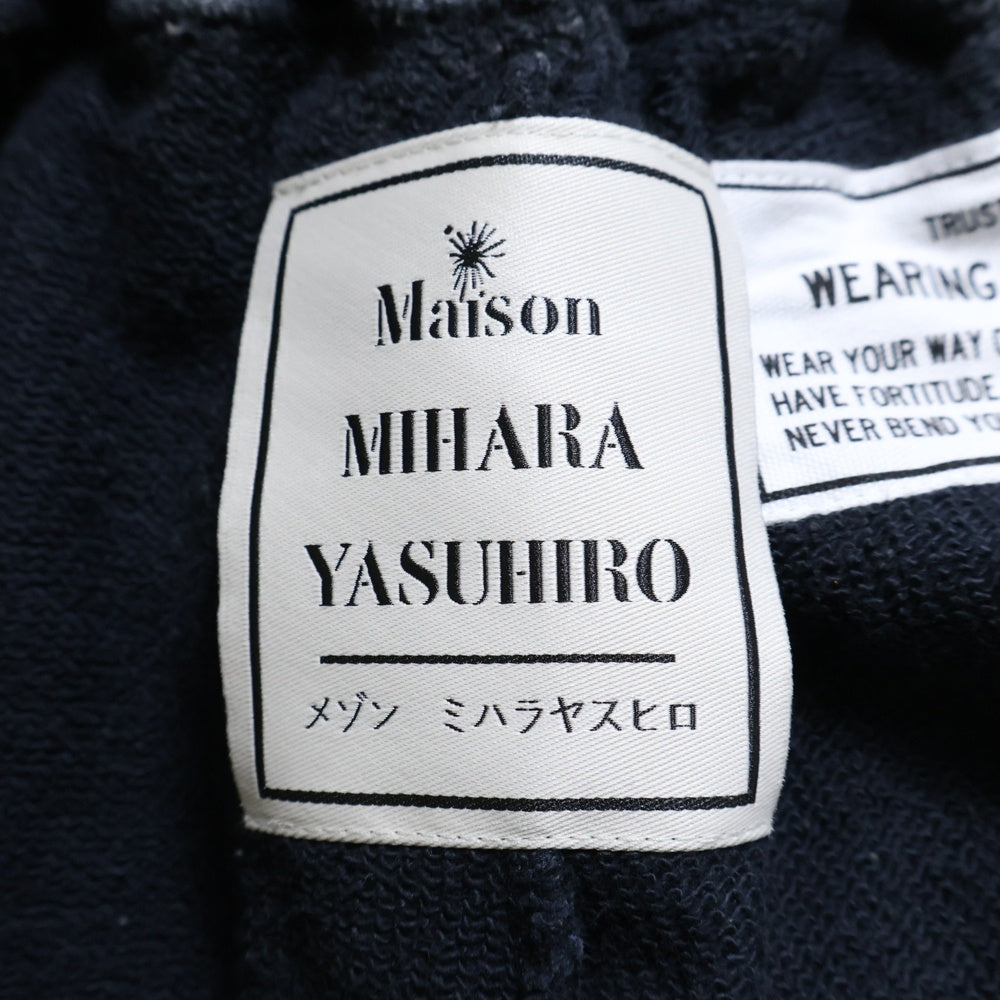 Maison
MIHARA
YASUHIRO
メゾン ミハラヤスヒロ
WEARING
WEAR YOUR WAY
HAVE FORTITUDE
NEVER BEND